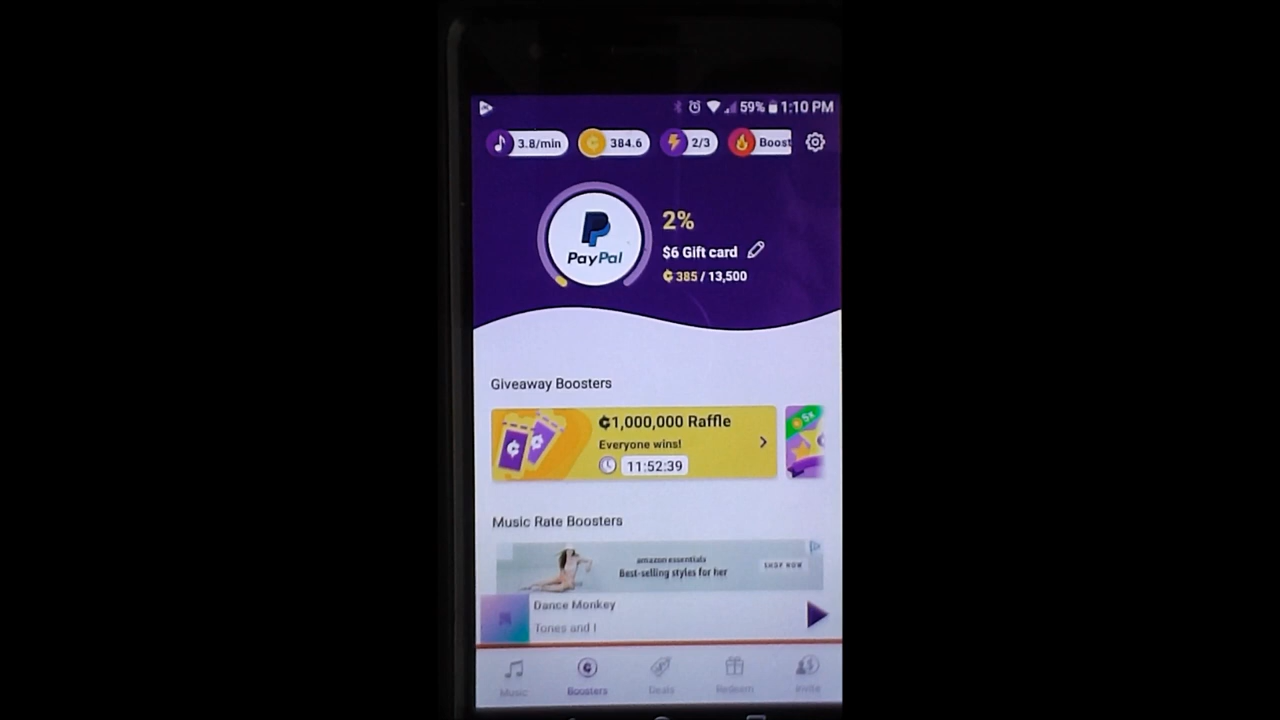 59% 1:10 PM
3.8/min 384.6 2/3 Boost
2%
PayPal
$6 Gift card
385 / 13,500
Giveaway Boosters
₵1,000,000 Raffle
5x
Everyone wins!
11:52:39
Music Rate Boosters
amazon essentials
Best-selling styles for her
SHOP NOW
Dance Monkey
Tones and I
Music Boosters Deals Redeem Invite